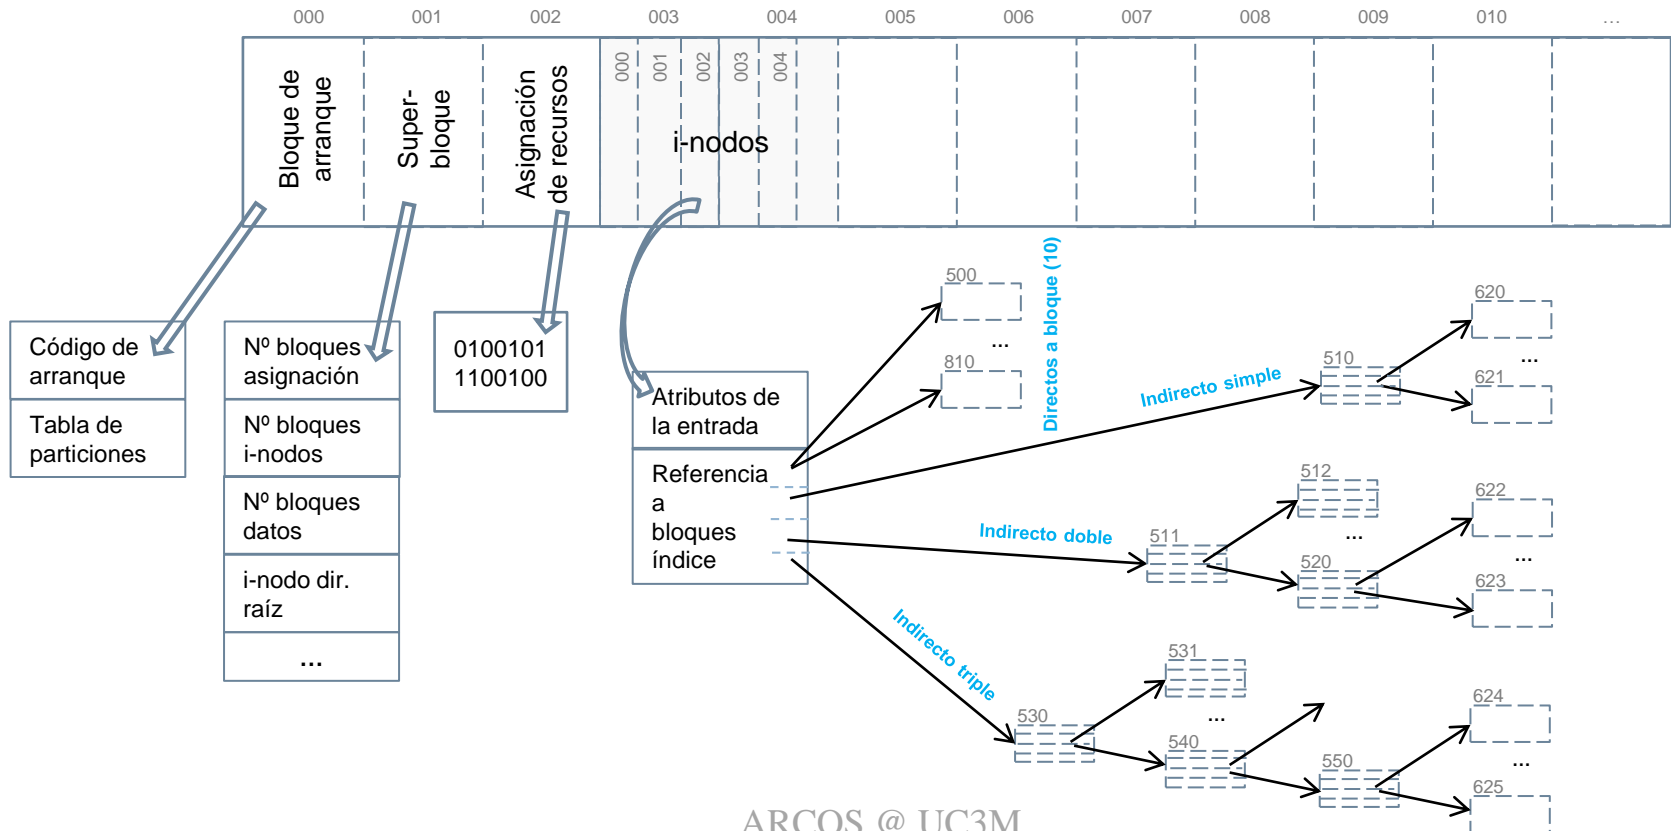 000 001 002 003 004 005 006 007 008 009 010 ...
Bloque de
arranque
Super-
bloque
Asignación
de recursos
000 001 002 003 004
i-nodos
Código de
arranque
Tabla de
particiones
Nº bloques
asignación
Nº bloques
i-nodos
Nº bloques
datos
i-nodo dir.
raíz
...
0100101
1100100
Atributos de
la entrada
Referencia
a
bloques
índice
500
...
810
Directos a bloque (10)
Indirecto simple
510
620
...
621
Indirecto doble
511
512
...
520
622
...
623
Indirecto triple
530
531
...
540
550
624
...
625
ARCOS @ UC3M